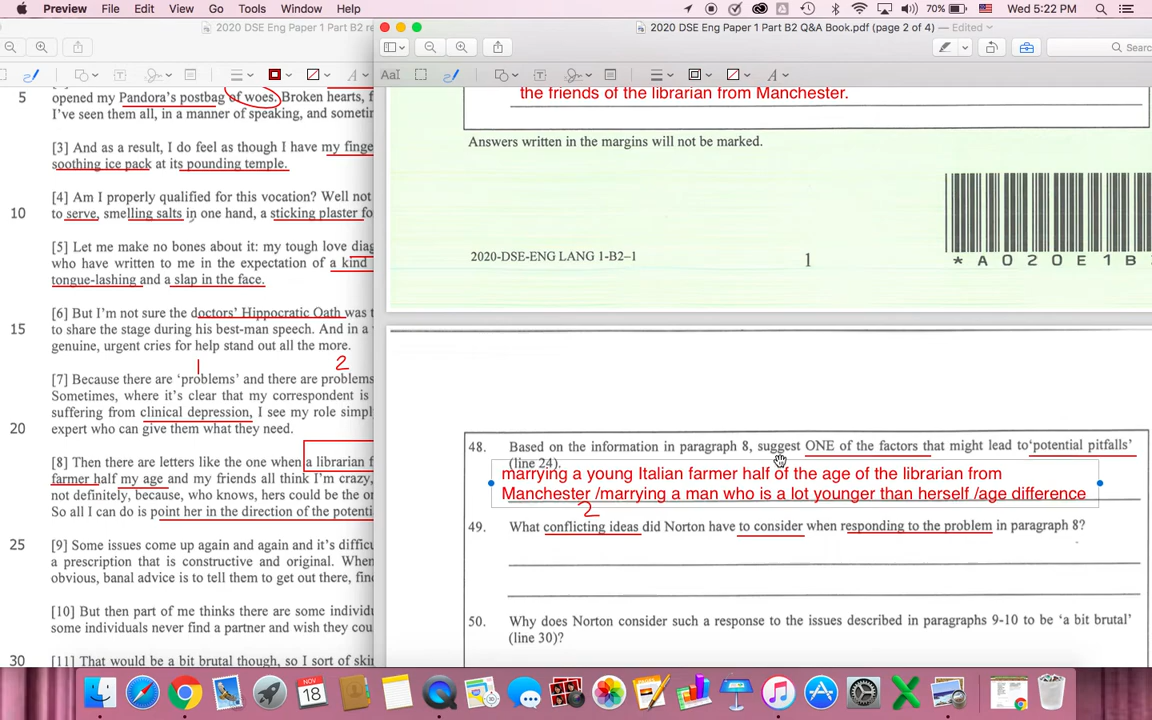 Preview File Edit View Go Tools Window Help 70% Wed 5:22 PM
2020 DSE Eng Paper 1 Part B2 re
2020 DSE Eng Paper 1 Part B2 Q&A Book.pdf (page 2 of 4) — Edited
Searc
AaI
5
opened my Pandora's postbag of woes. Broken hearts, f
I've seen them all, in a manner of speaking, and someti
[3] And as a result, I do feel as though I have my finge
soothing ice pack at its pounding temple.
[4] Am I properly qualified for this vocation? Well not
10 to serve, smelling salts in one hand, a sticking plaster fo
[5] Let me make no bones about it: my tough love diag
who have written to me in the expectation of a kind
tongue-lashing and a slap in the face.
[6] But I'm not sure the doctors' Hippocratic Oath was t
15 to share the stage during his best-man speech. And in a
genuine, urgent cries for help stand out all the more.
1 2
[7] Because there are 'problems' and there are problems
Sometimes, where it's clear that my correspondent is
suffering from clinical depression, I see my role simpl
20 expert who can give them what they need.
[8] Then there are letters like the one when a librarian f
farmer half my age and my friends all think I'm crazy,
not definitely, because, who knows, hers could be the or
So all I can do is point her in the direction of the potenti
25 [9] Some issues come up again and again and it's difficu
a prescription that is constructive and original. When
obvious, banal advice is to tell them to get out there, fin
[10] But then part of me thinks there are some individ
some individuals never find a partner and wish they cou
30 [11] That would be a bit brutal though, so I sort of ski
the friends of the librarian from Manchester.
Answers written in the margins will not be marked.
2020-DSE-ENG LANG 1-B2–1
1
*A020E1B
48. Based on the information in paragraph 8, suggest ONE of the factors that might lead to 'potential pitfalls'
(line 24).
marrying a young Italian farmer half of the age of the librarian from
Manchester /marrying a man who is a lot younger than herself /age difference
2
49. What conflicting ideas did Norton have to consider when responding to the problem in paragraph 8?
50. Why does Norton consider such a response to the issues described in paragraphs 9-10 to be 'a bit brutal'
(line 30)?
NOV
18